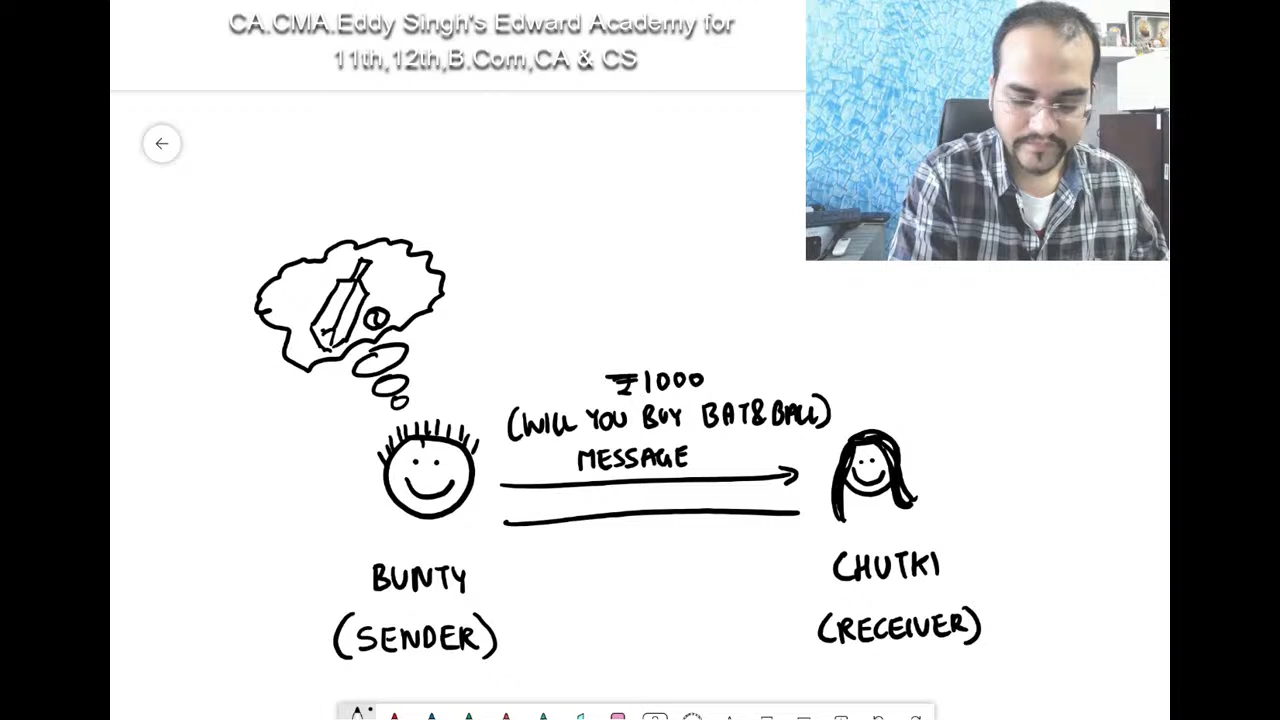 CA.CMA.Eddy Singh's Edward Academy for
11th,12th,B.Com,CA & CS
₹1000
(WILL YOU BUY BAT&BALL)
MESSAGE
BUNTY
CHUTKI
(SENDER)
(RECEIVER)